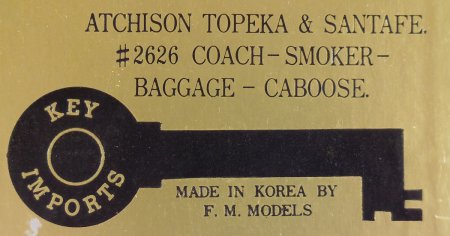 ATCHISON TOPEKA & SANTAFE.
#2626 COACH-SMOKER-
BAGGAGE-CABOOSE.
KEY
IMPORTS
MADE IN KOREA BY
F. M. MODELS